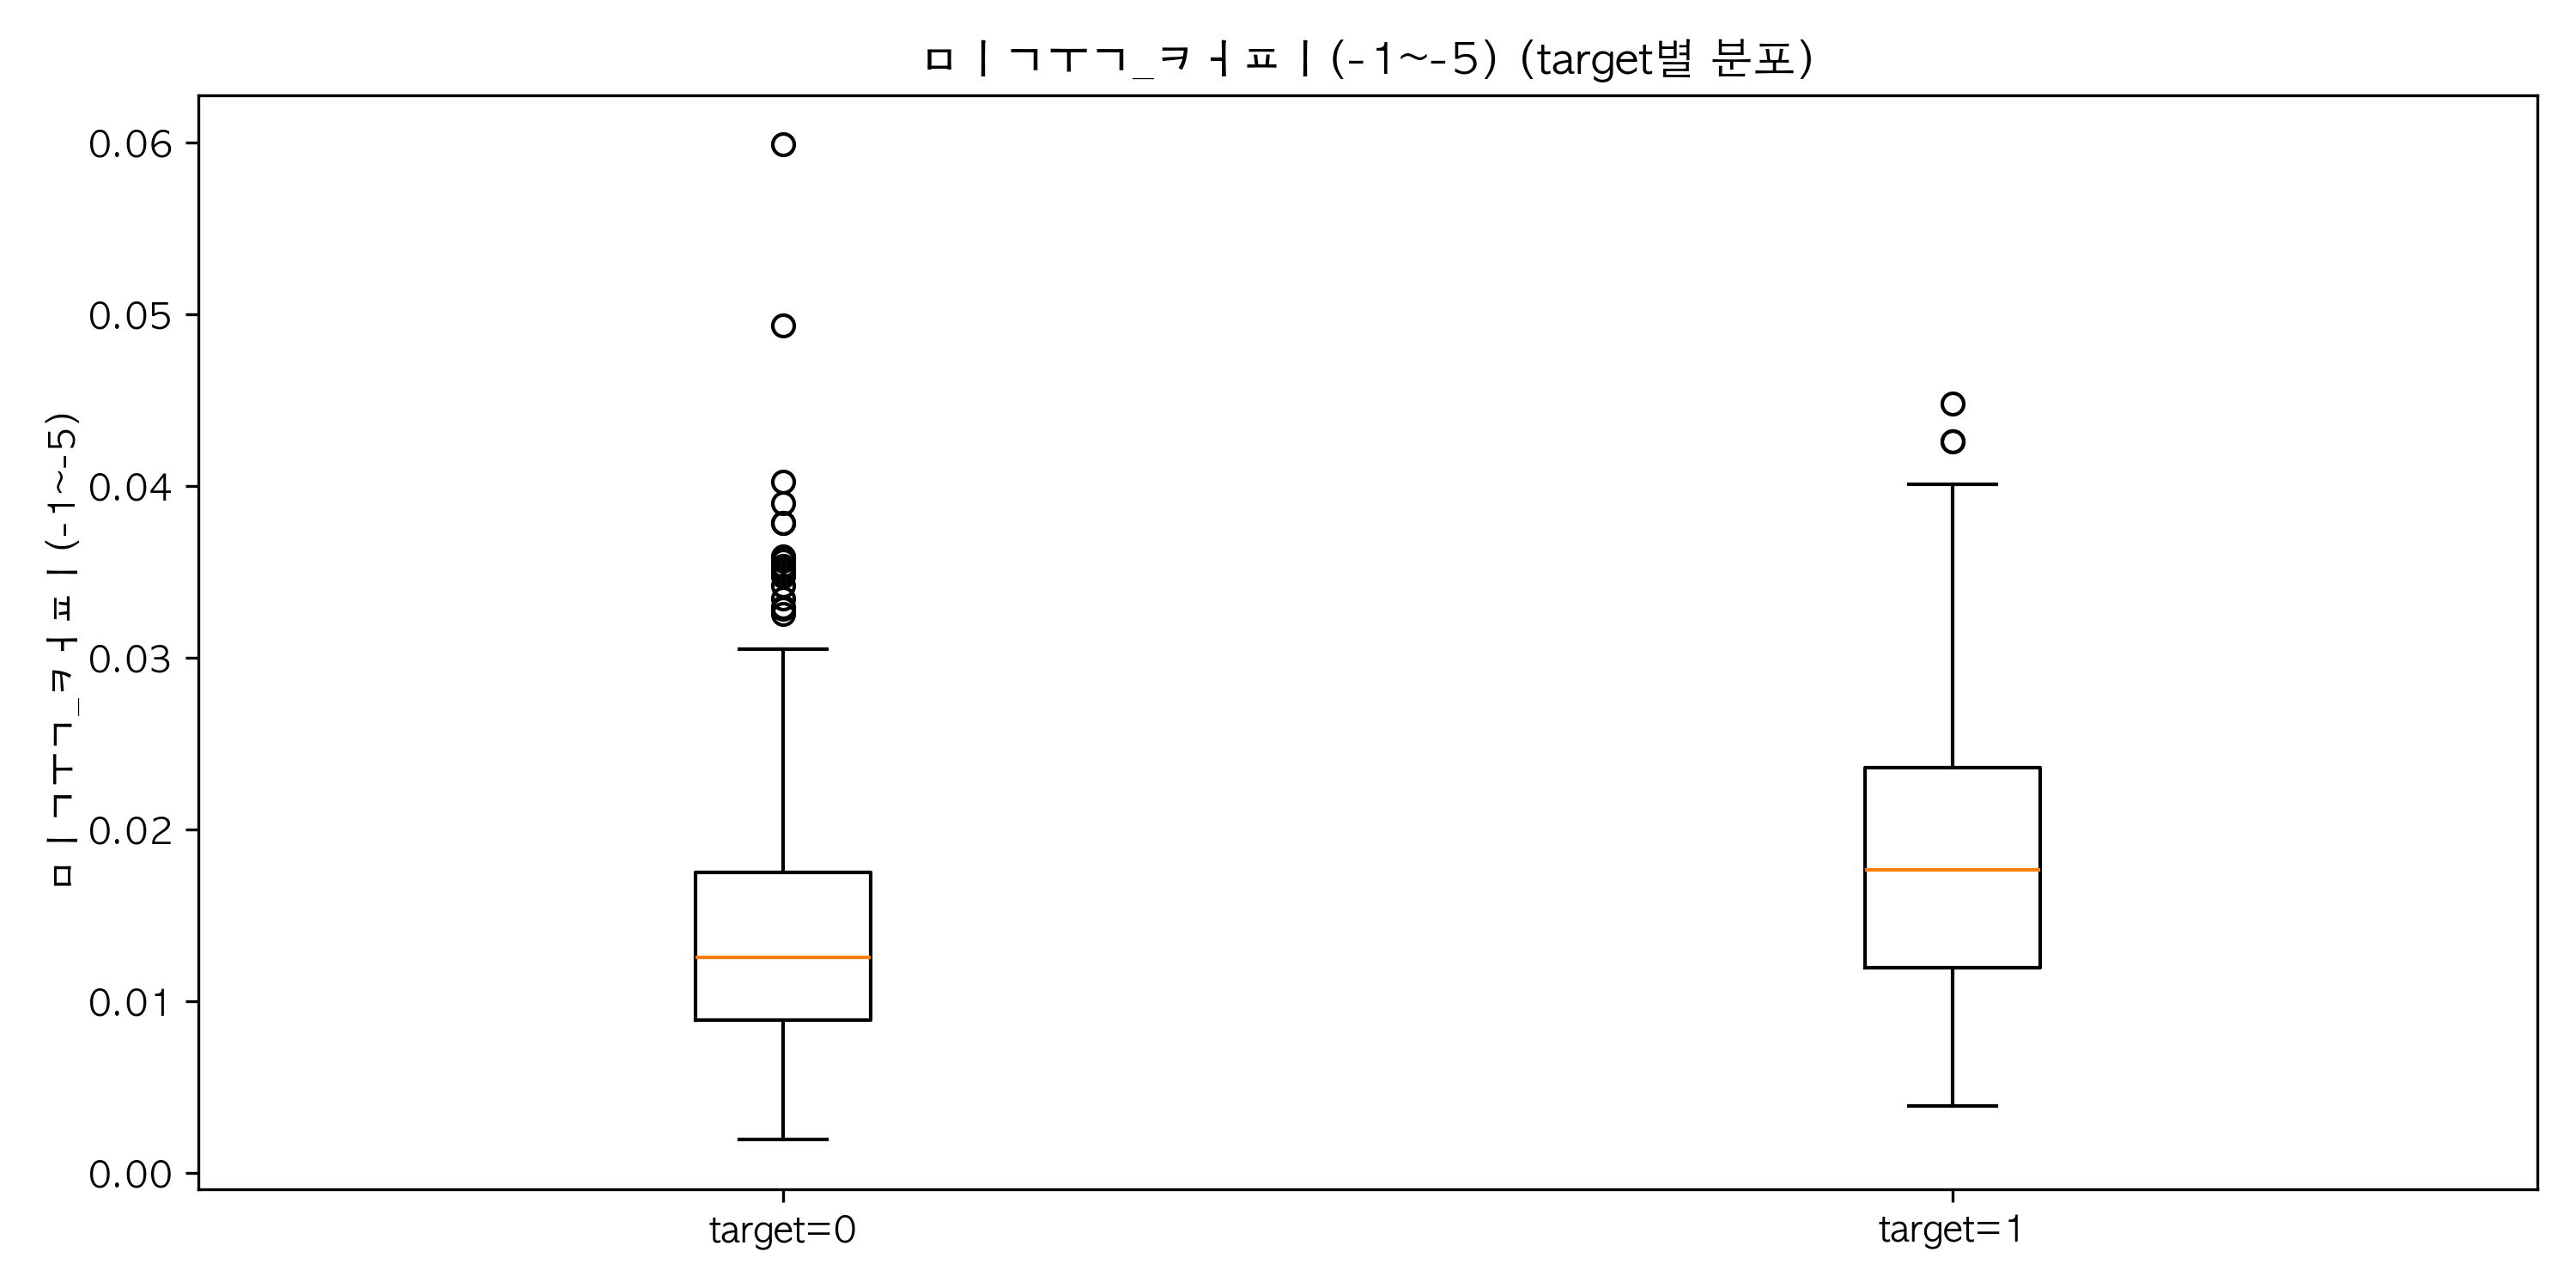 ㅁㅣㄱㅜㄱ_ㅋㅓㅍㅣ(-1~-5) (target별 분포)
ㅁㅣㄱㅜㄱ_ㅋㅓㅍㅣ(-1~-5)
0.06
0.05
0.04
0.03
0.02
0.01
0.00
target=0
target=1